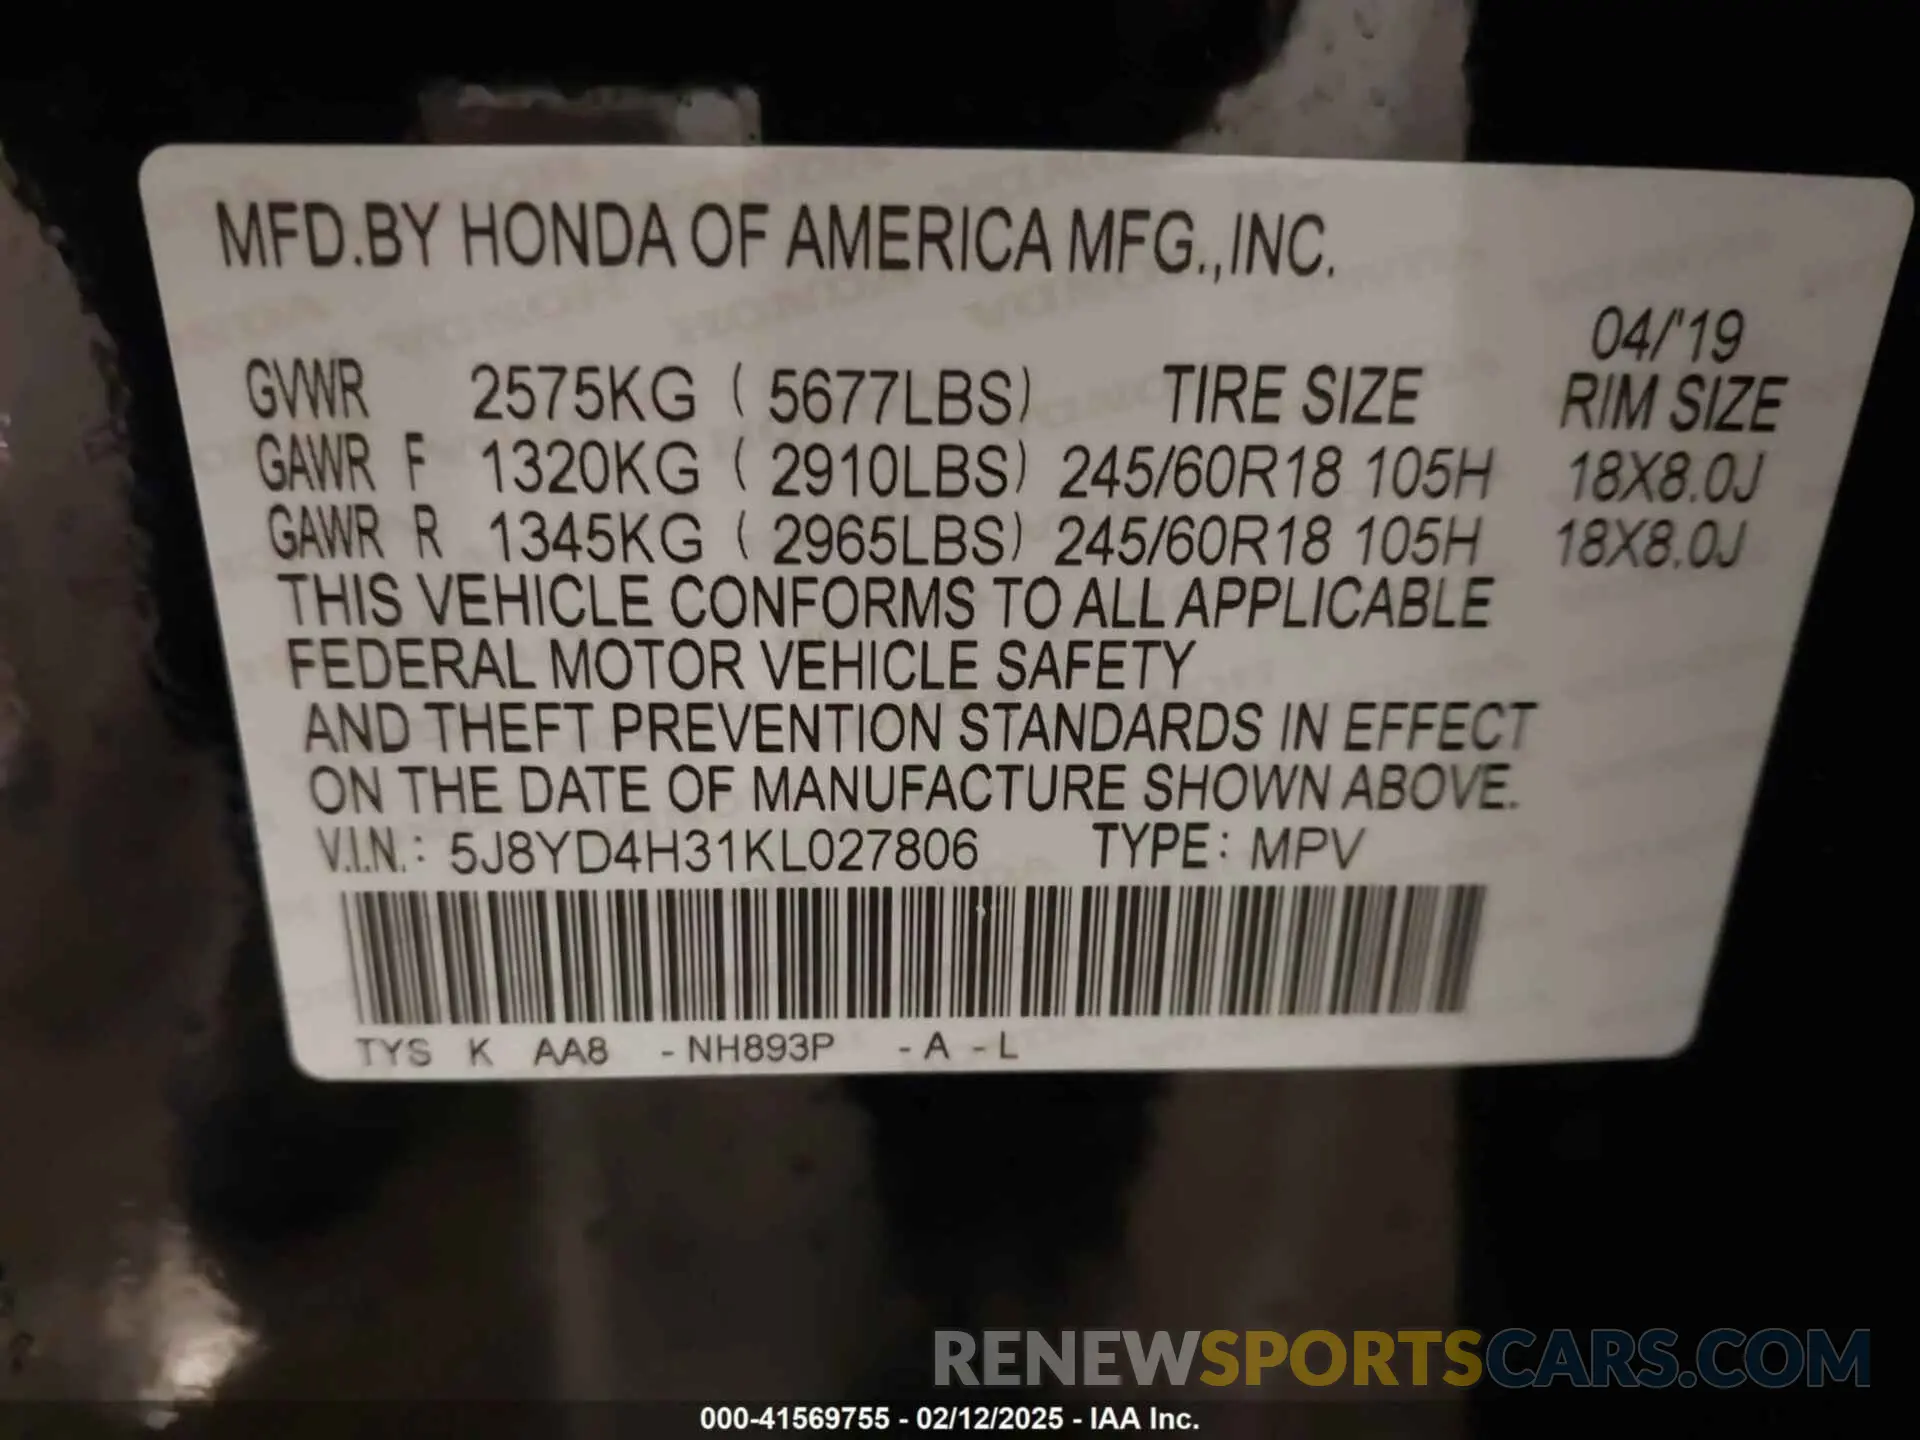 MFD.BY HONDA OF AMERICA MFG.,INC.
04/'19
GVWR 2575KG ( 5677LBS) TIRE SIZE RIM SIZE
GAWR F 1320KG ( 2910LBS) 245/60R18 105H 18X8.0J
GAWR R 1345KG ( 2965LBS) 245/60R18 105H 18X8.0J
THIS VEHICLE CONFORMS TO ALL APPLICABLE
FEDERAL MOTOR VEHICLE SAFETY
AND THEFT PREVENTION STANDARDS IN EFFECT
ON THE DATE OF MANUFACTURE SHOWN ABOVE.
V.I.N.: 5J8YD4H31KL027806 TYPE: MPV
TYS K AA8 - NH893P - A - L
RENEWSPORTSCARS.COM
000-41569755 - 02/12/2025 - IAA Inc.